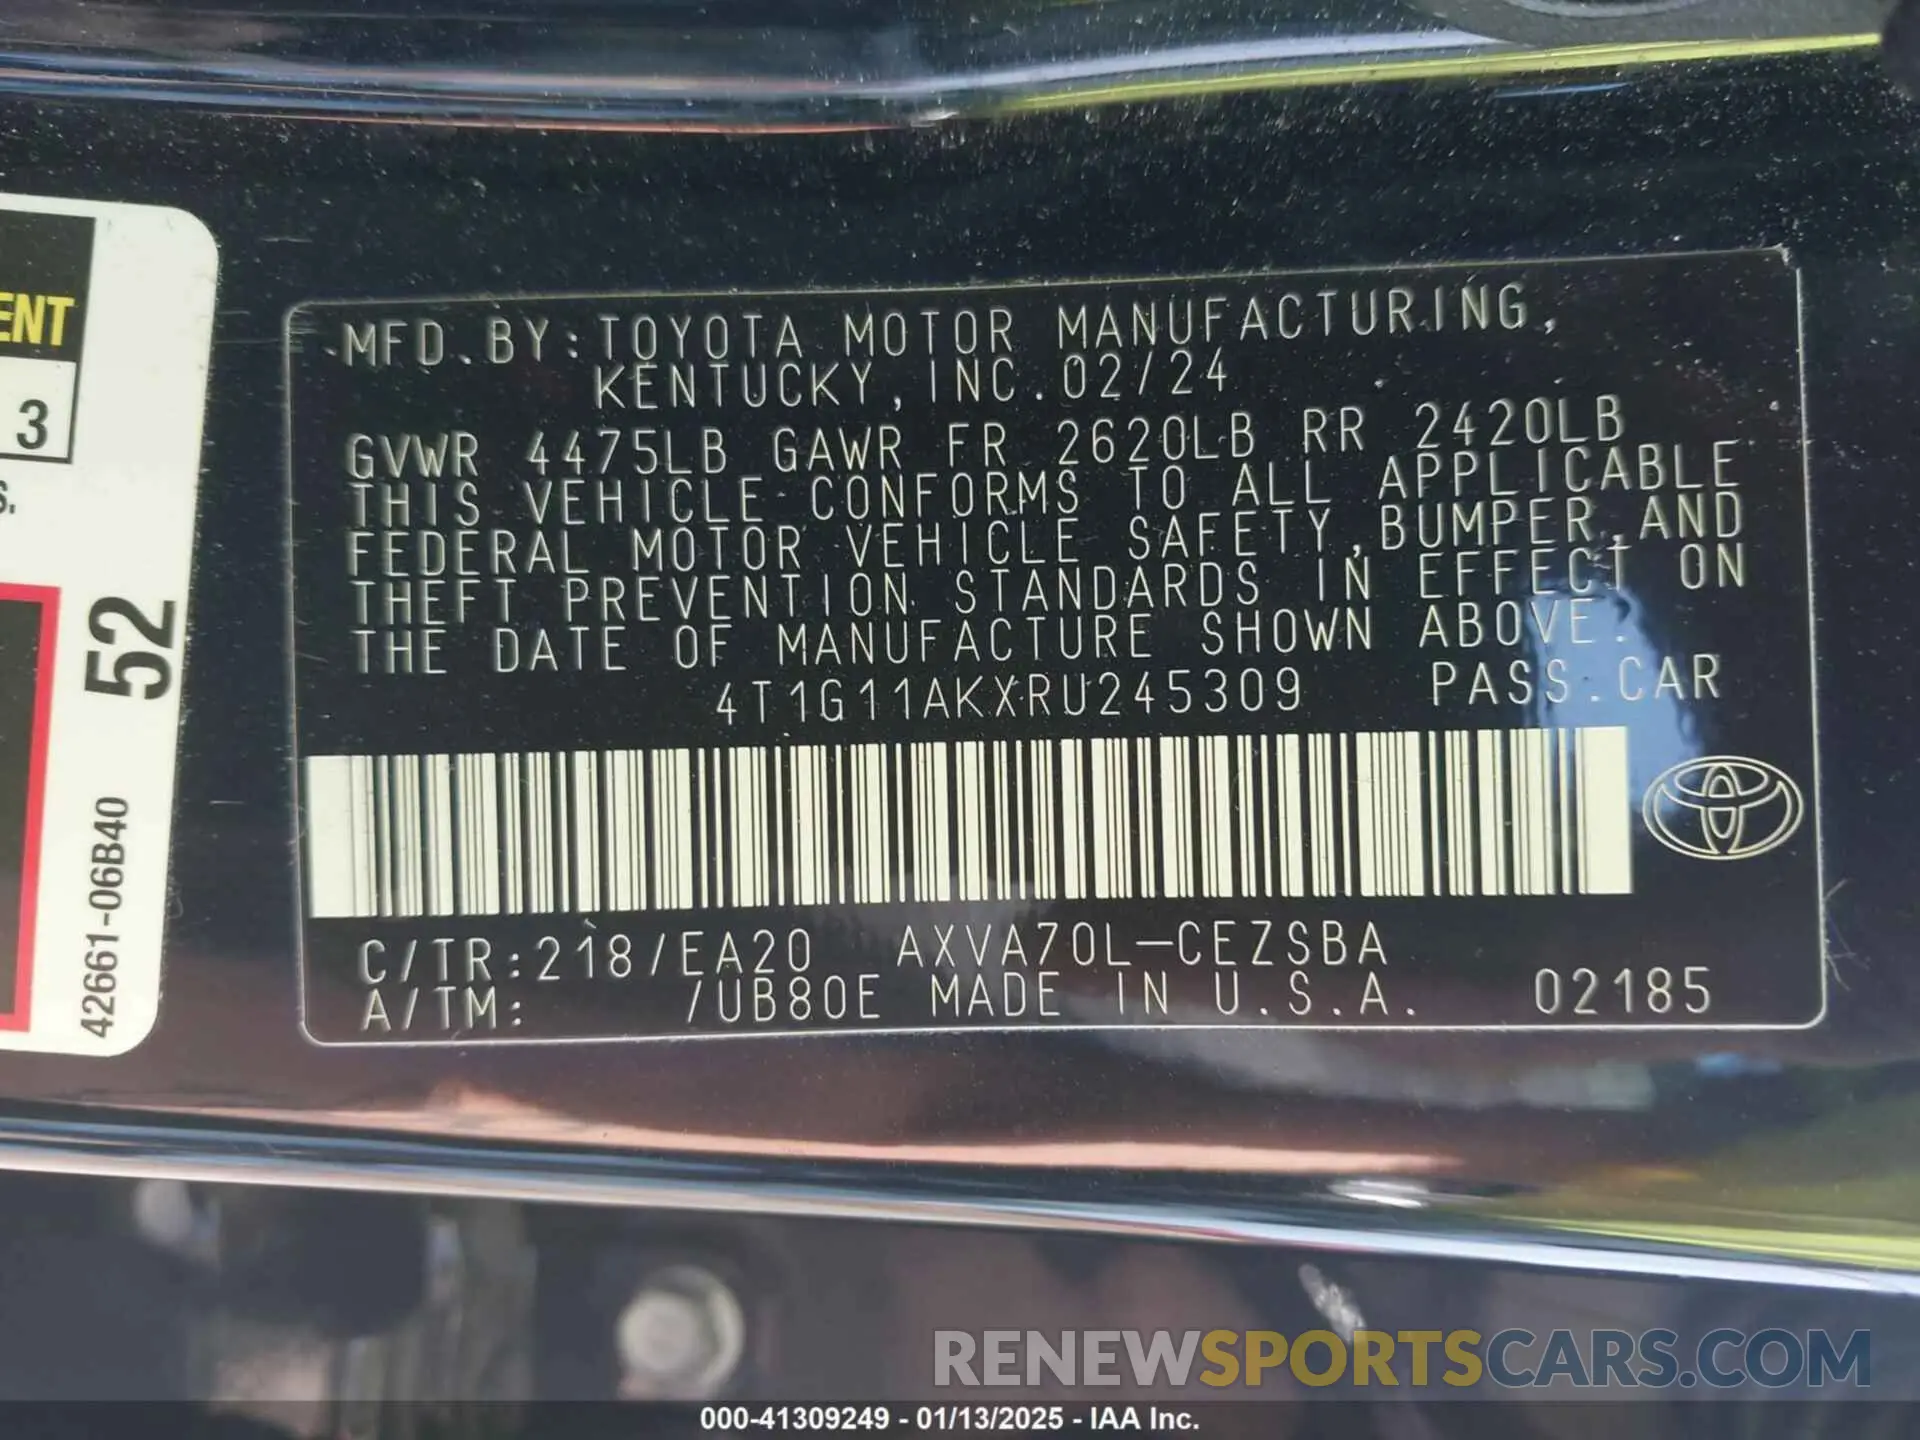 ENT
3
S.
52
42661-06B40
MFD.BY:TOYOTA MOTOR MANUFACTURING,
KENTUCKY,INC.02/24
GVWR 4475LB GAWR FR 2620LB RR 2420LB
THIS VEHICLE CONFORMS TO ALL APPLICABLE
FEDERAL MOTOR VEHICLE SAFETY,BUMPER,AND
THEFT PREVENTION STANDARDS IN EFFECT ON
THE DATE OF MANUFACTURE SHOWN ABOVE.
4T1G11AKXRU245309 PASS.CAR
C/TR:218/EA20 AXVA70L-CEZSBA
A/TM: /UB80E MADE IN U.S.A. 02185
RENEWSPORTSCARS.COM
000-41309249 - 01/13/2025 - IAA Inc.